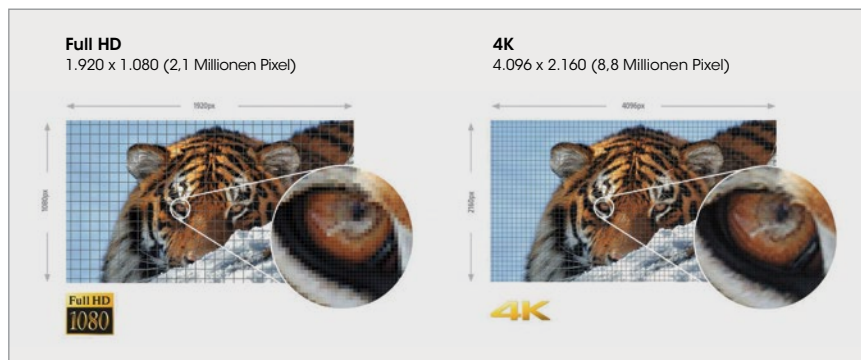 Full HD
1.920 x 1.080 (2,1 Millionen Pixel)
1920px
1080px
Full HD
1080
4K
4.096 x 2.160 (8,8 Millionen Pixel)
4096px
2160px
4K